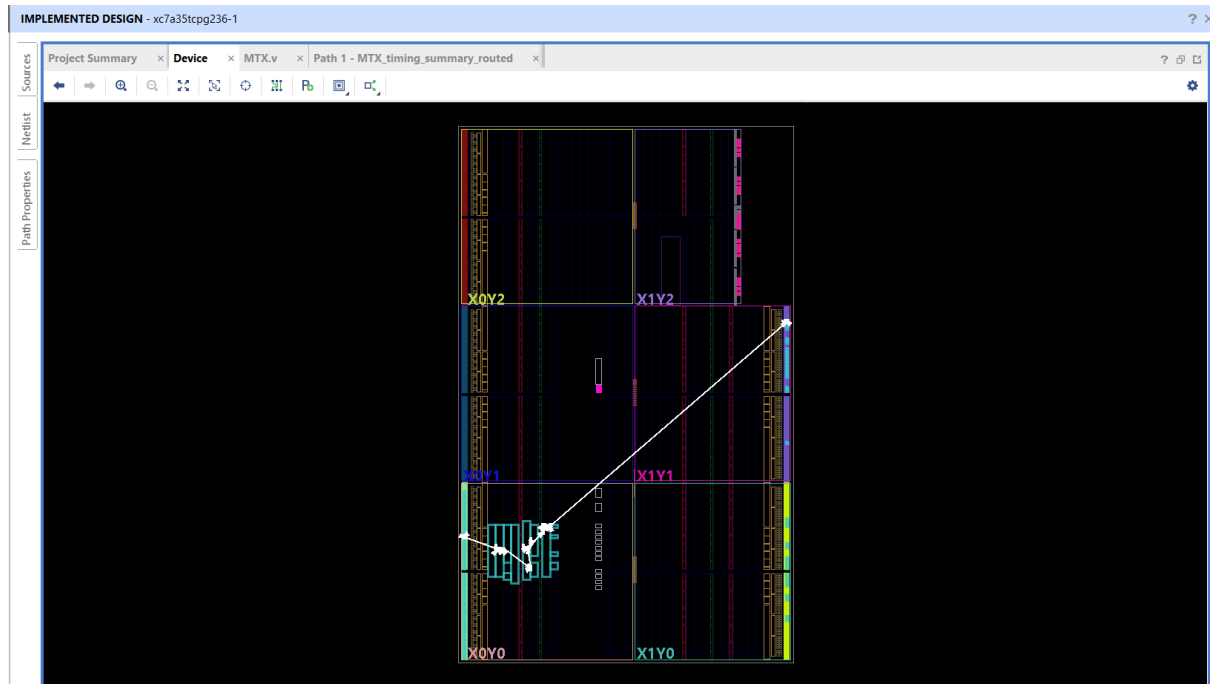 IMPLEMENTED DESIGN - xc7a35tcpg236-1
?
Project Summary × Device × MTX.v × Path 1 - MTX_timing_summary_routed ×
?
Sources
Netlist
Path Properties
X0Y2
X1Y2
X0Y1
X1Y1
X0Y0
X1Y0